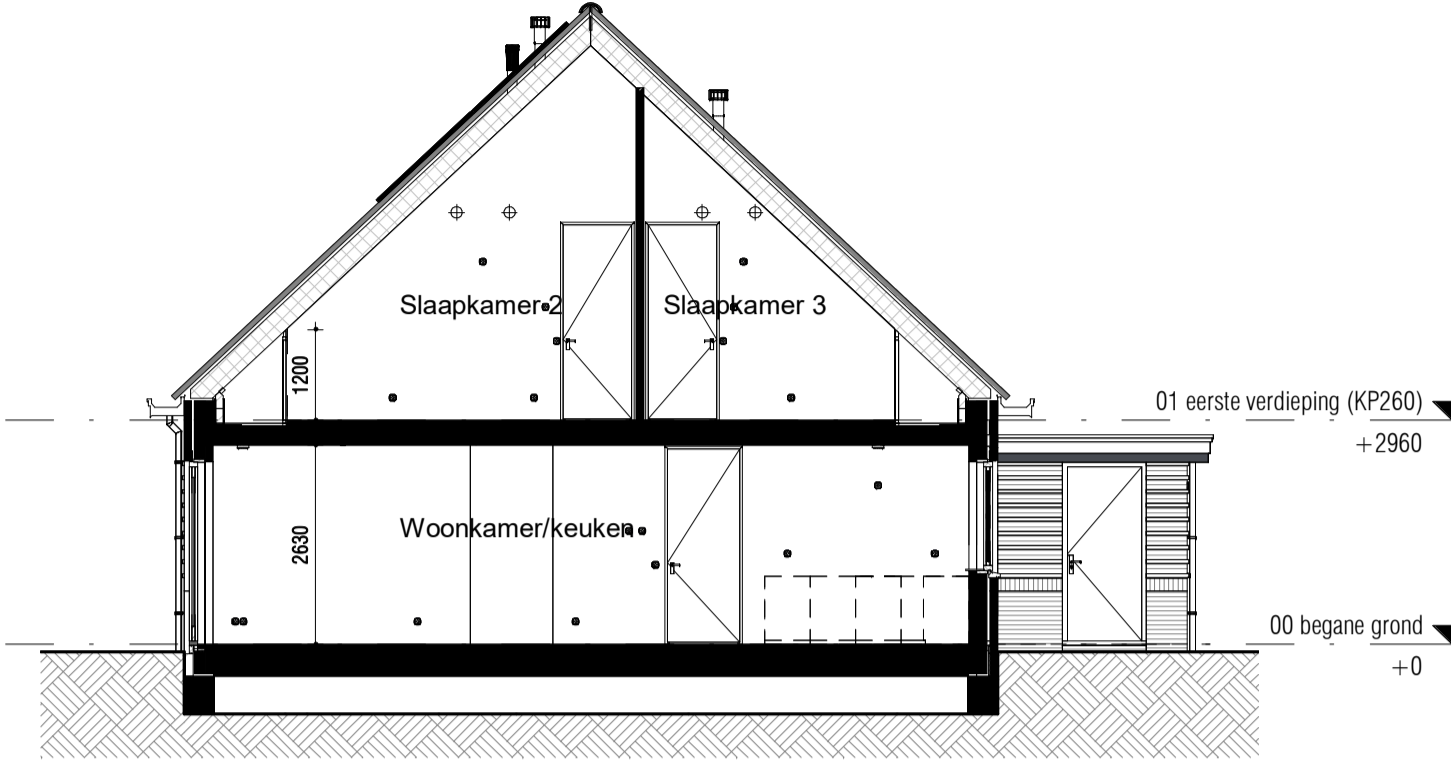 Slaapkamer 2
Slaapkamer 3
1200
01 eerste verdieping (KP260)
+2960
Woonkamer/keuken
2630
00 begane grond
+0